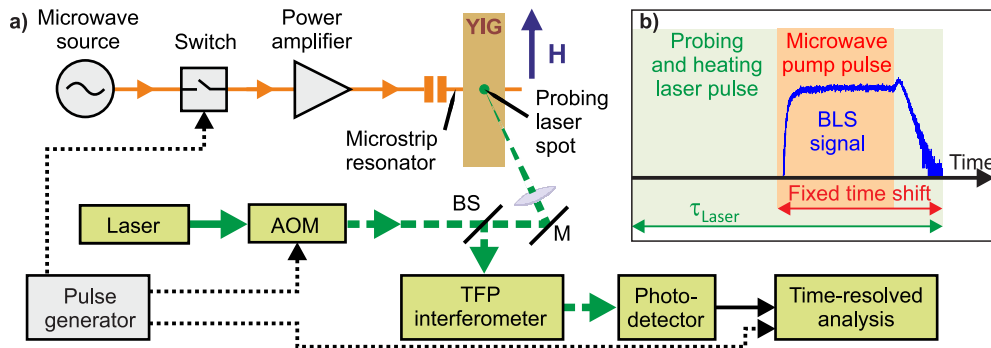 a)
Microwave
source
Switch
Power
amplifier
YIG
H
Microstrip
resonator
Probing
laser
spot
Laser
AOM
BS
M
Pulse
generator
TFP
interferometer
Photo-
detector
Time-resolved
analysis
b)
Probing
and heating
laser pulse
Microwave
pump pulse
BLS
signal
Time
Fixed time shift
τLaser